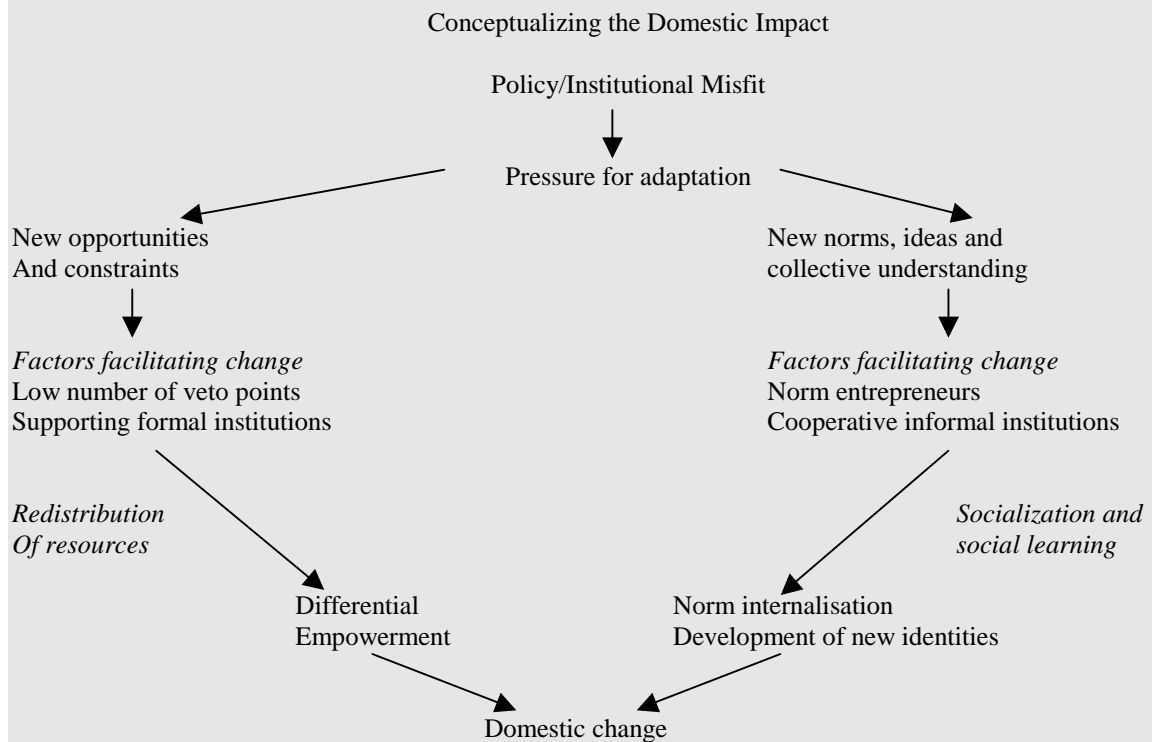 Conceptualizing the Domestic Impact
Policy/Institutional Misfit
Pressure for adaptation
New opportunities
And constraints
New norms, ideas and
collective understanding
Factors facilitating change
Low number of veto points
Supporting formal institutions
Factors facilitating change
Norm entrepreneurs
Cooperative informal institutions
Redistribution
Of resources
Socialization and
social learning
Differential
Empowerment
Norm internalisation
Development of new identities
Domestic change